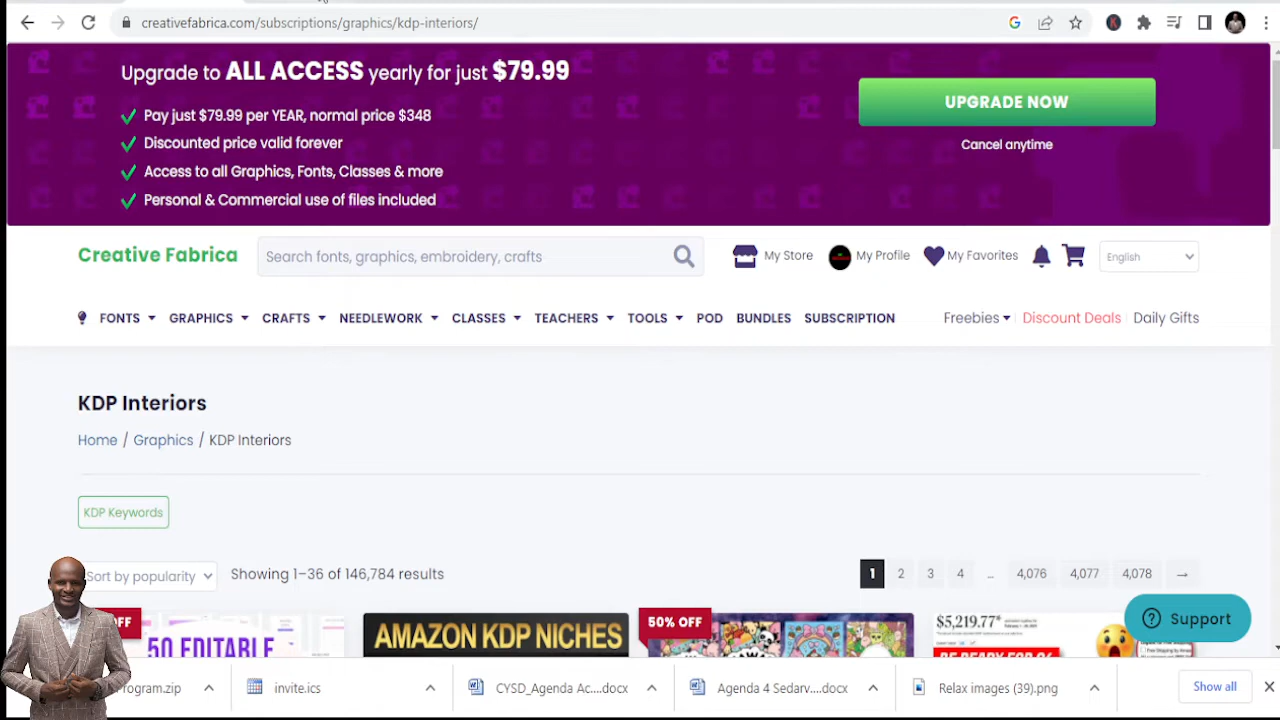 creativefabrica.com/subscriptions/graphics/kdp-interiors/
Upgrade to ALL ACCESS yearly for just $79.99
Pay just $79.99 per YEAR, normal price $348
Discounted price valid forever
Access to all Graphics, Fonts, Classes & more
Personal & Commercial use of files included
UPGRADE NOW
Cancel anytime
Creative Fabrica
Search fonts, graphics, embroidery, crafts
My Store
My Profile
My Favorites
English
FONTS GRAPHICS CRAFTS NEEDLEWORK CLASSES TEACHERS TOOLS POD BUNDLES SUBSCRIPTION
Freebies Discount Deals Daily Gifts
KDP Interiors
Home / Graphics / KDP Interiors
KDP Keywords
Sort by popularity
Showing 1–36 of 146,784 results
1 2 3 4 ... 4,076 4,077 4,078 →
OFF
50 EDITABLE
AMAZON KDP NICHES
50% OFF
$5,219.77*
Support
rogram.zip
invite.ics
CYSD_Agenda Ac....docx
Agenda 4 Sedarv....docx
Relax images (39).png
Show all